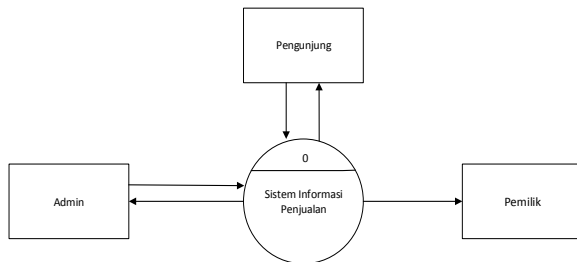 Pengunjung
0
Sistem Informasi
Penjualan
Admin
Pemilik